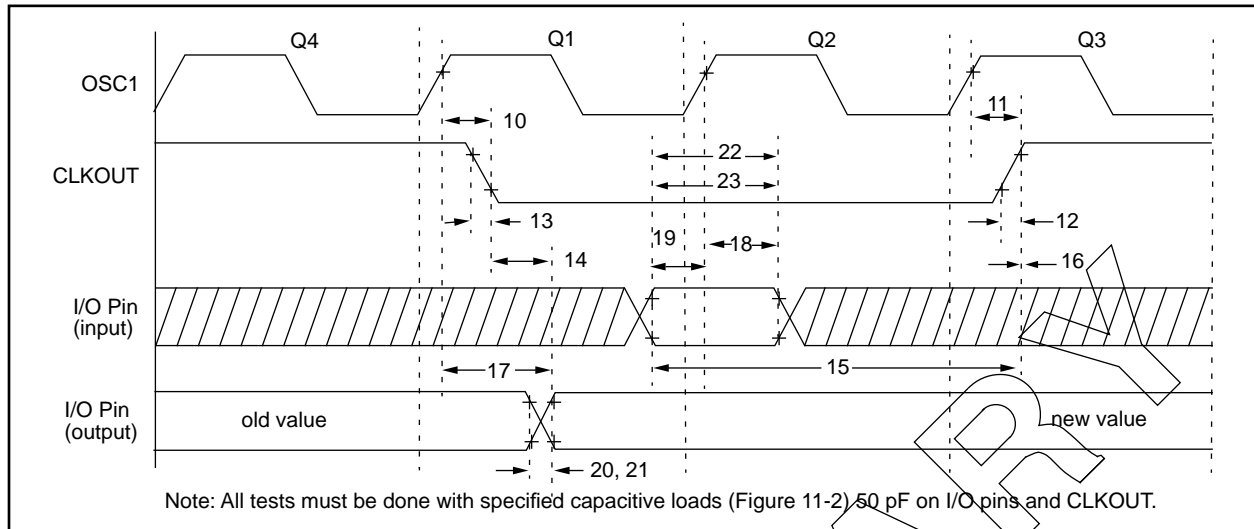 Q4 Q1 Q2 Q3
OSC1
11
10
22
CLKOUT
23
13
12
19
18
14
16
I/O Pin
(input)
17
15
I/O Pin
(output)
old value
new value
20, 21
Note: All tests must be done with specified capacitive loads (Figure 11-2) 50 pF on I/O pins and CLKOUT.
R Y